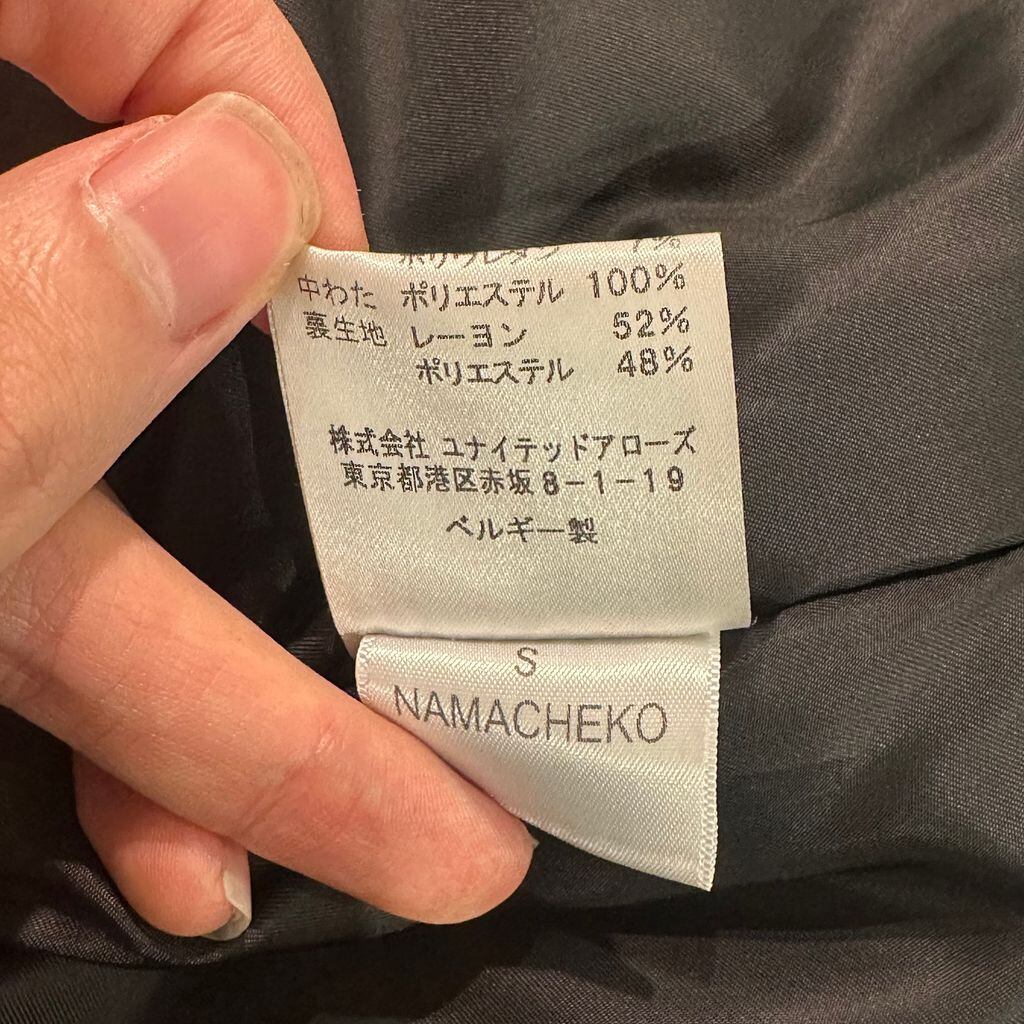 中わた ポリエステル 100%
裏生地 レーヨン 52%
ポリエステル 48%
株式会社 ユナイテッドアローズ
東京都港区赤坂8-1-19
ベルギー製
S
NAMACHEKO